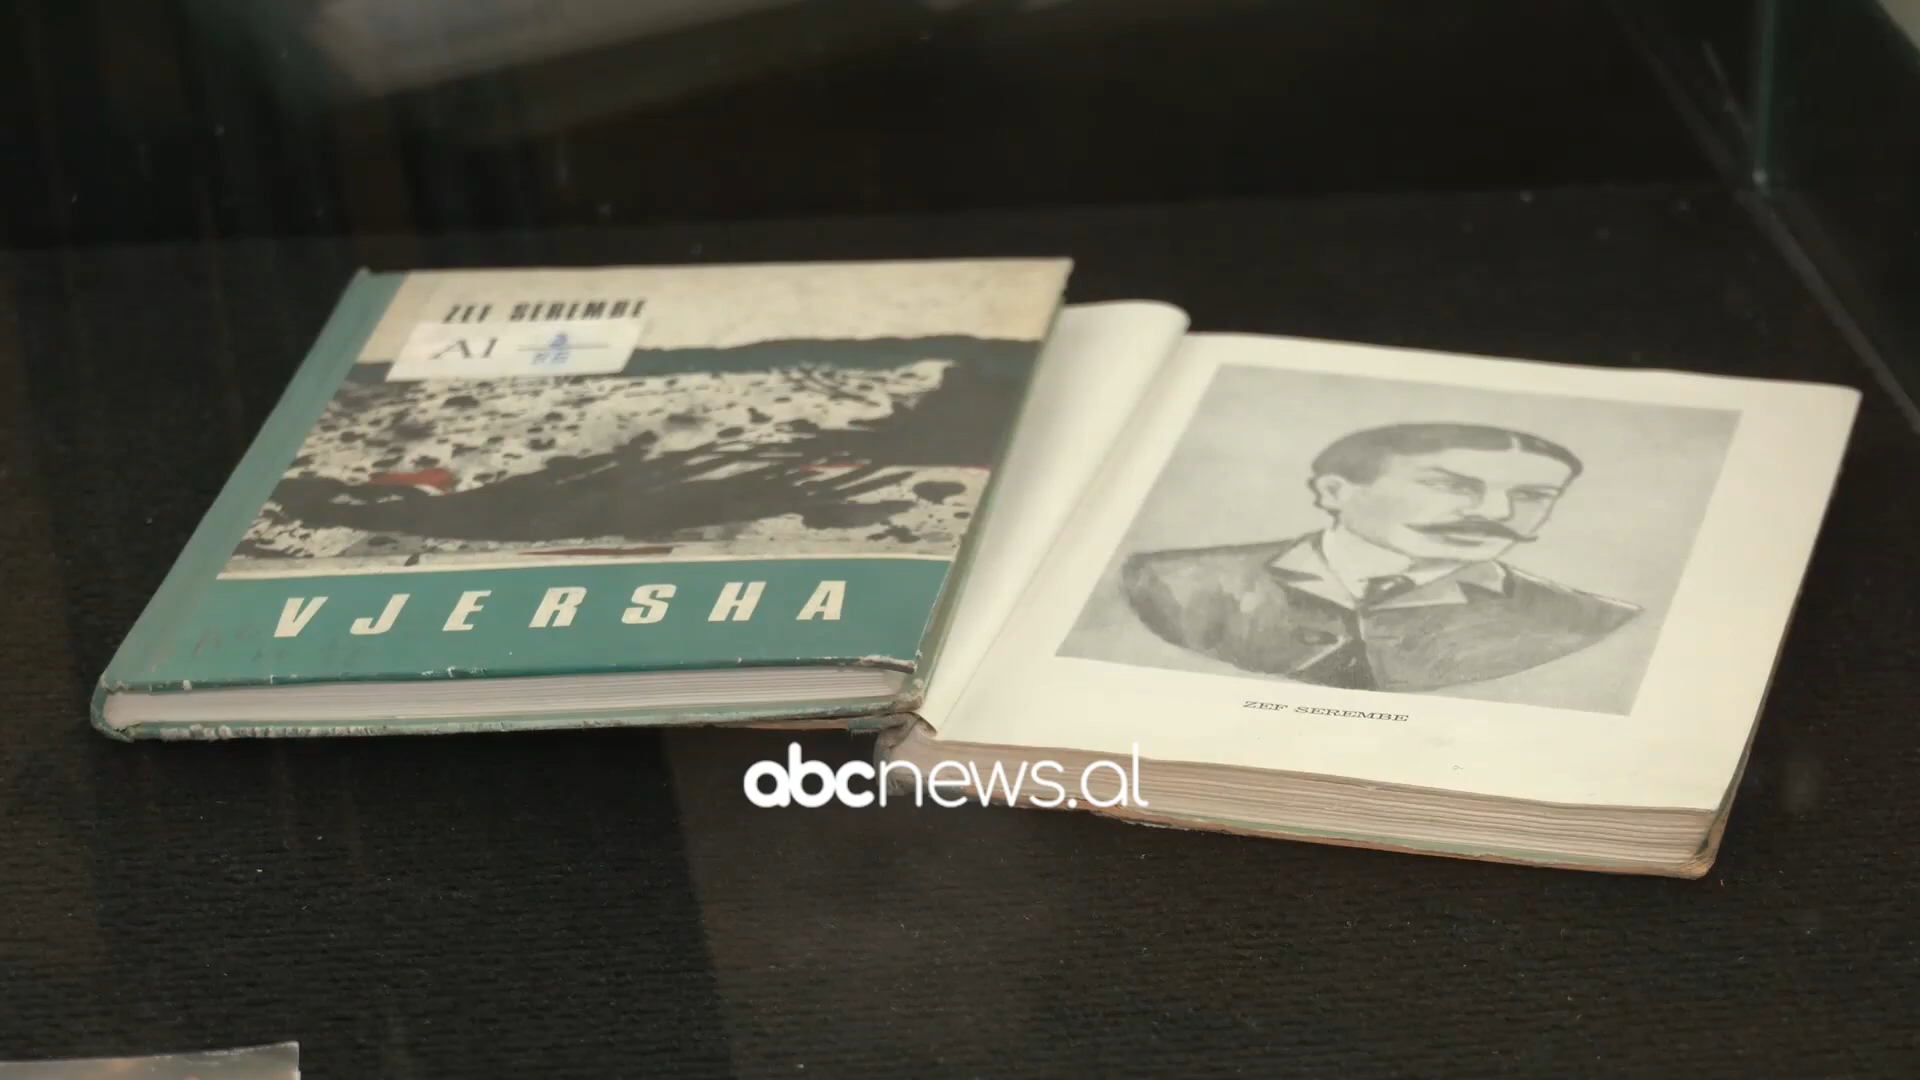 ZEF SEREMBE
AI
VJERSHA
ZEF SEREMBE
abcnews.al